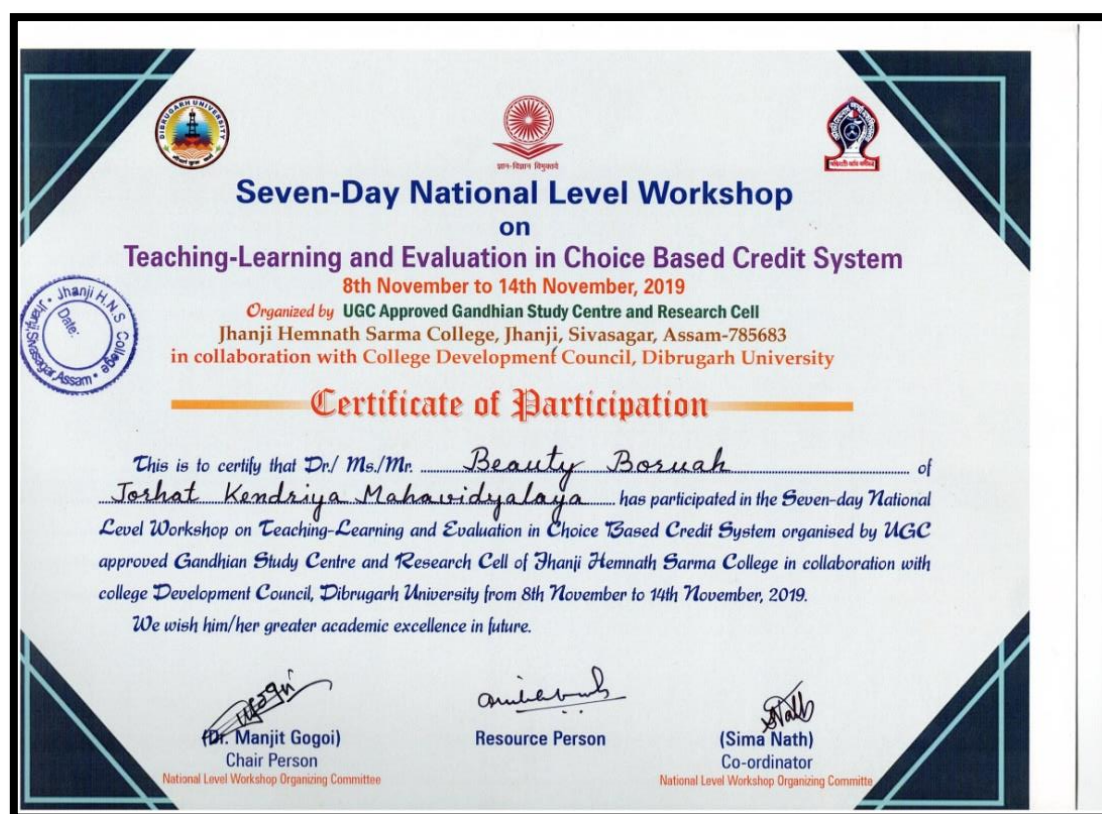 DIBRUGARH UNIVERSITY
ज्ञान-विज्ञान विमुक्तये
Seven-Day National Level Workshop
on
Teaching-Learning and Evaluation in Choice Based Credit System
8th November to 14th November, 2019
Organized by UGC Approved Gandhian Study Centre and Research Cell
Jhanji Hemnath Sarma College, Jhanji, Sivasagar, Assam-785683
in collaboration with College Development Council, Dibrugarh University
Jhanji H.N.S College
Date:
Jhanji, Sivasagar, Assam
Certificate of Participation
This is to certify that Dr./ Ms./Mr. Beauty Boruah of
Jorhat Kendriya Mahavidyalaya has participated in the Seven-day National
Level Workshop on Teaching-Learning and Evaluation in Choice Based Credit System organised by UGC
approved Gandhian Study Centre and Research Cell of Jhanji Hemnath Sarma College in collaboration with
college Development Council, Dibrugarh University from 8th November to 14th November, 2019.
We wish him/her greater academic excellence in future.
(Dr. Manjit Gogoi) Resource Person (Sima Nath)
Chair Person Co-ordinator
National Level Workshop Organizing Committee National Level Workshop Organizing Committe